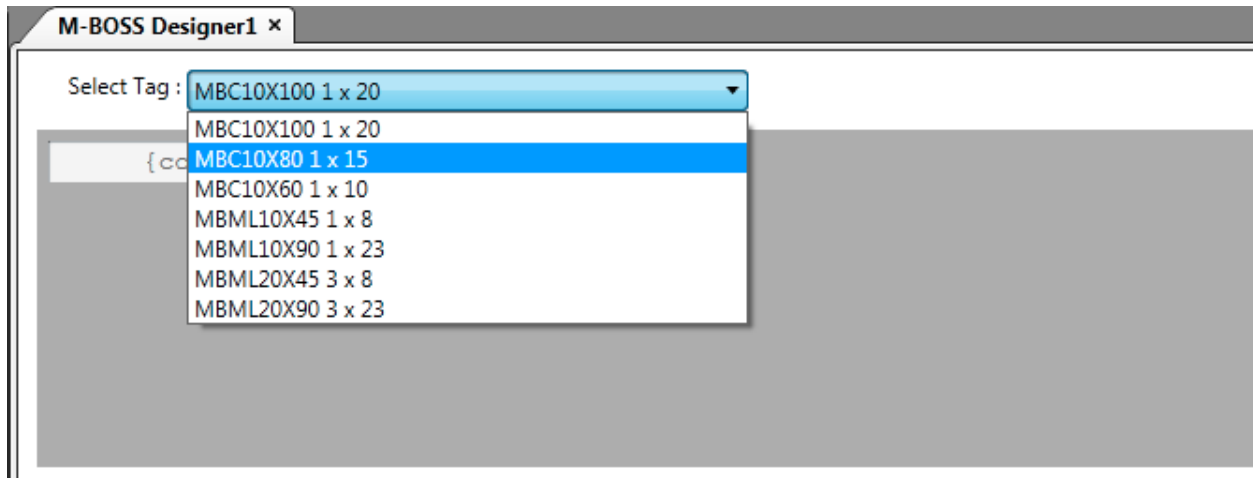 M-BOSS Designer1 ×
Select Tag : MBC10X100 1 x 20
MBC10X100 1 x 20
MBC10X80 1 x 15
MBC10X60 1 x 10
MBML10X45 1 x 8
MBML10X90 1 x 23
MBML20X45 3 x 8
MBML20X90 3 x 23